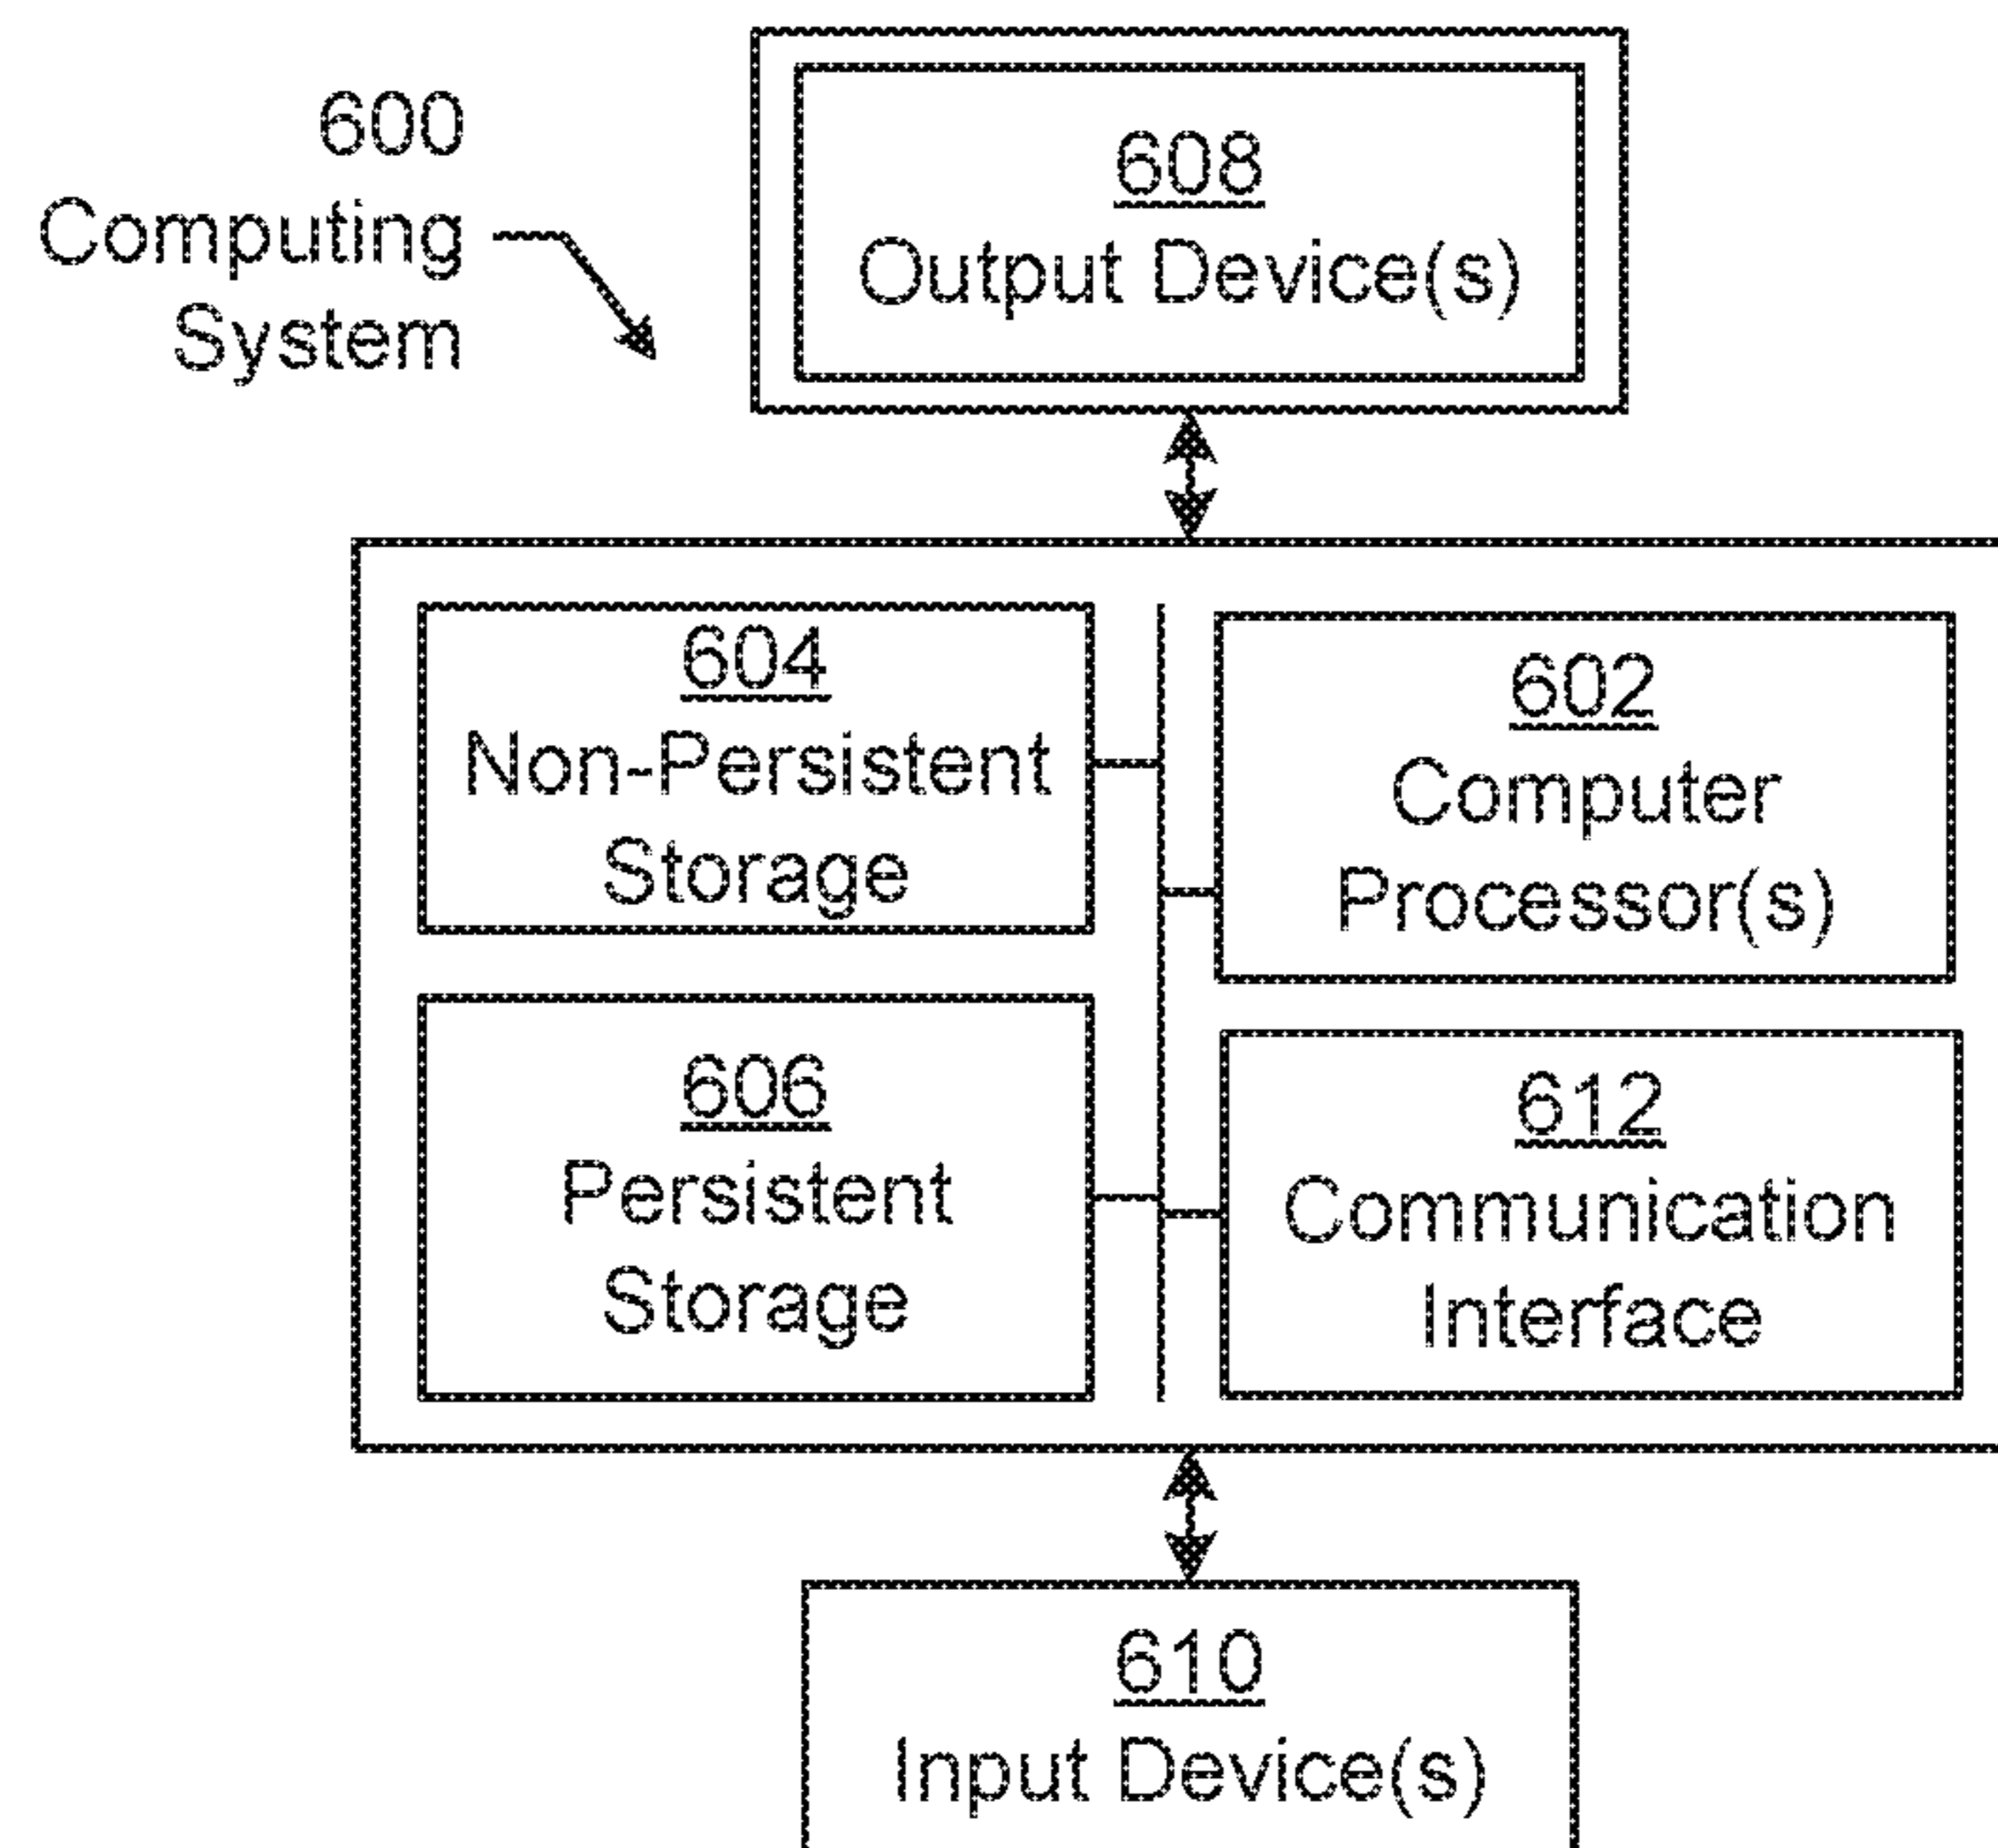 600
Computing
System
608
Output Device(s)
604
Non-Persistent
Storage
602
Computer
Processor(s)
606
Persistent
Storage
612
Communication
Interface
610
Input Device(s)